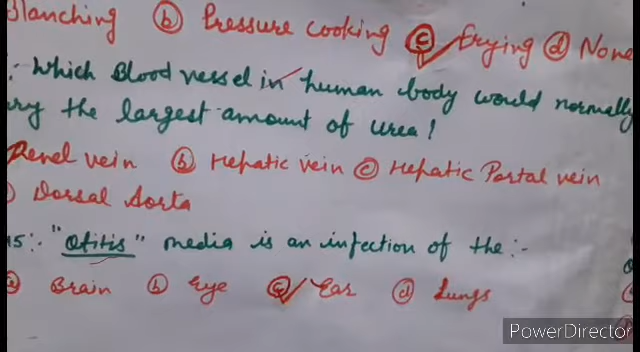 Blanching (b) Pressure cooking (c) Frying (d) None
:- Which Blood vessel in human body would normally
ry the largest amount of urea!
Renel vein (b) Hepatic vein (c) Hepatic Portal vein
) Dorsal Aorta
15:- "Otitis" media is an infection of the :-
(a) Brain (b) Eye (c) Ear (d) Lungs
PowerDirector